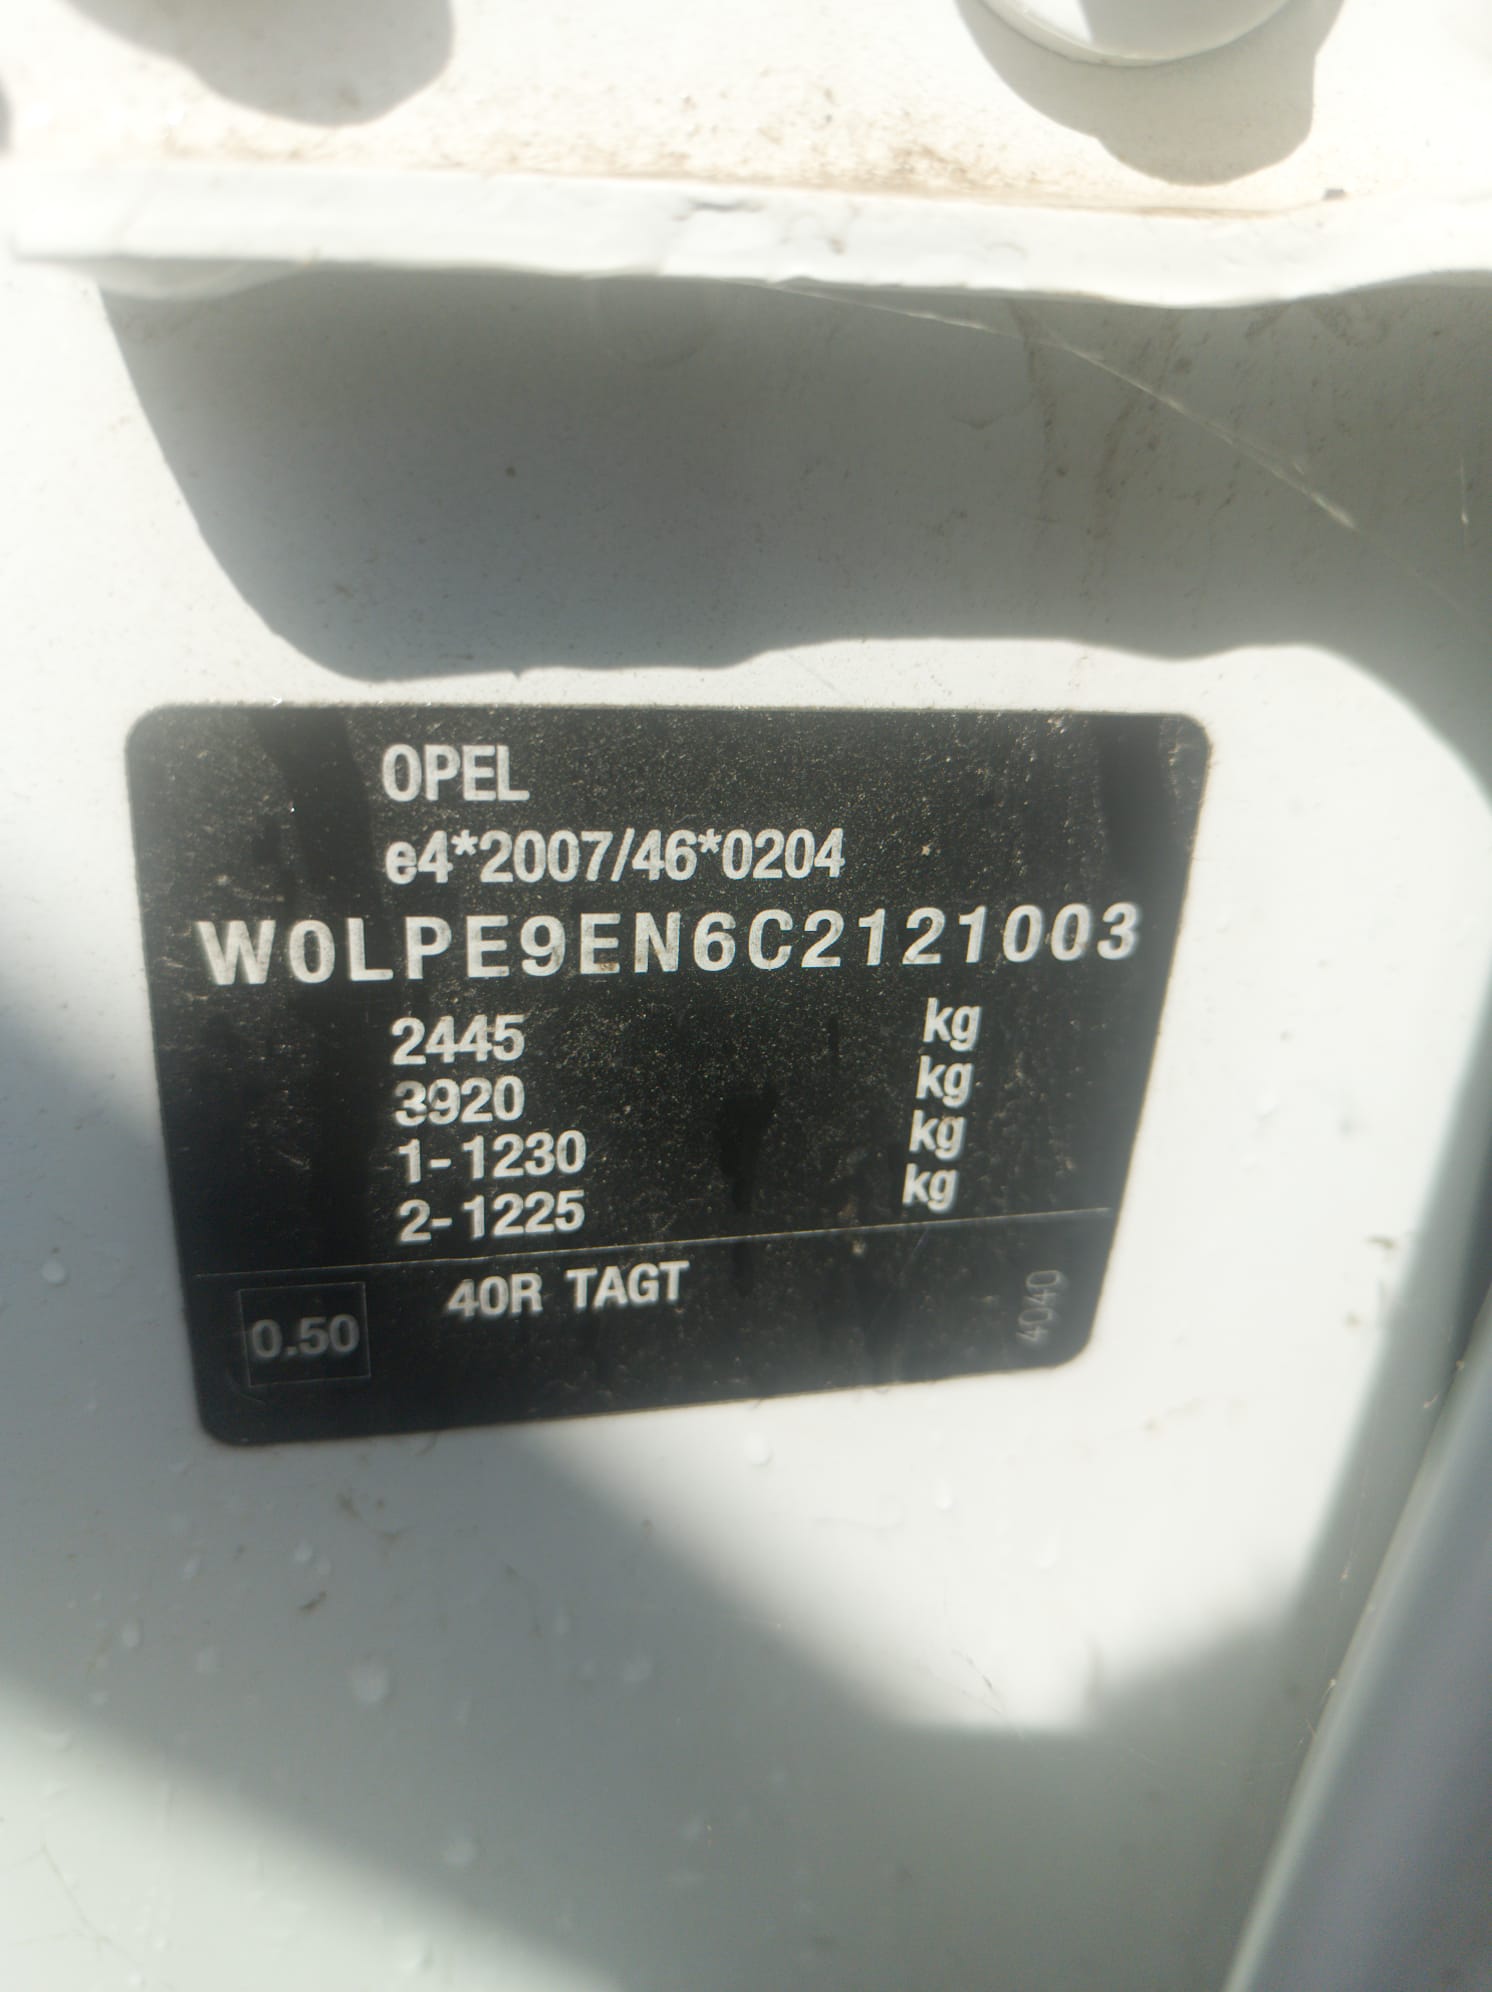 OPEL
e4*2007/46*0204
W0LPE9EN6C2121003
2445 kg
3920 kg
1-1230 kg
2-1225 kg
40R TAGT
0.50
4040